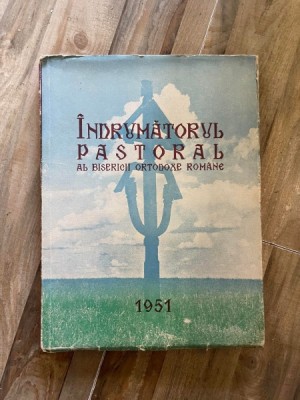 ÎNDRUMĂTORUL
PASTORAL
AL BISERICII ORTODOXE ROMÂNE
1951